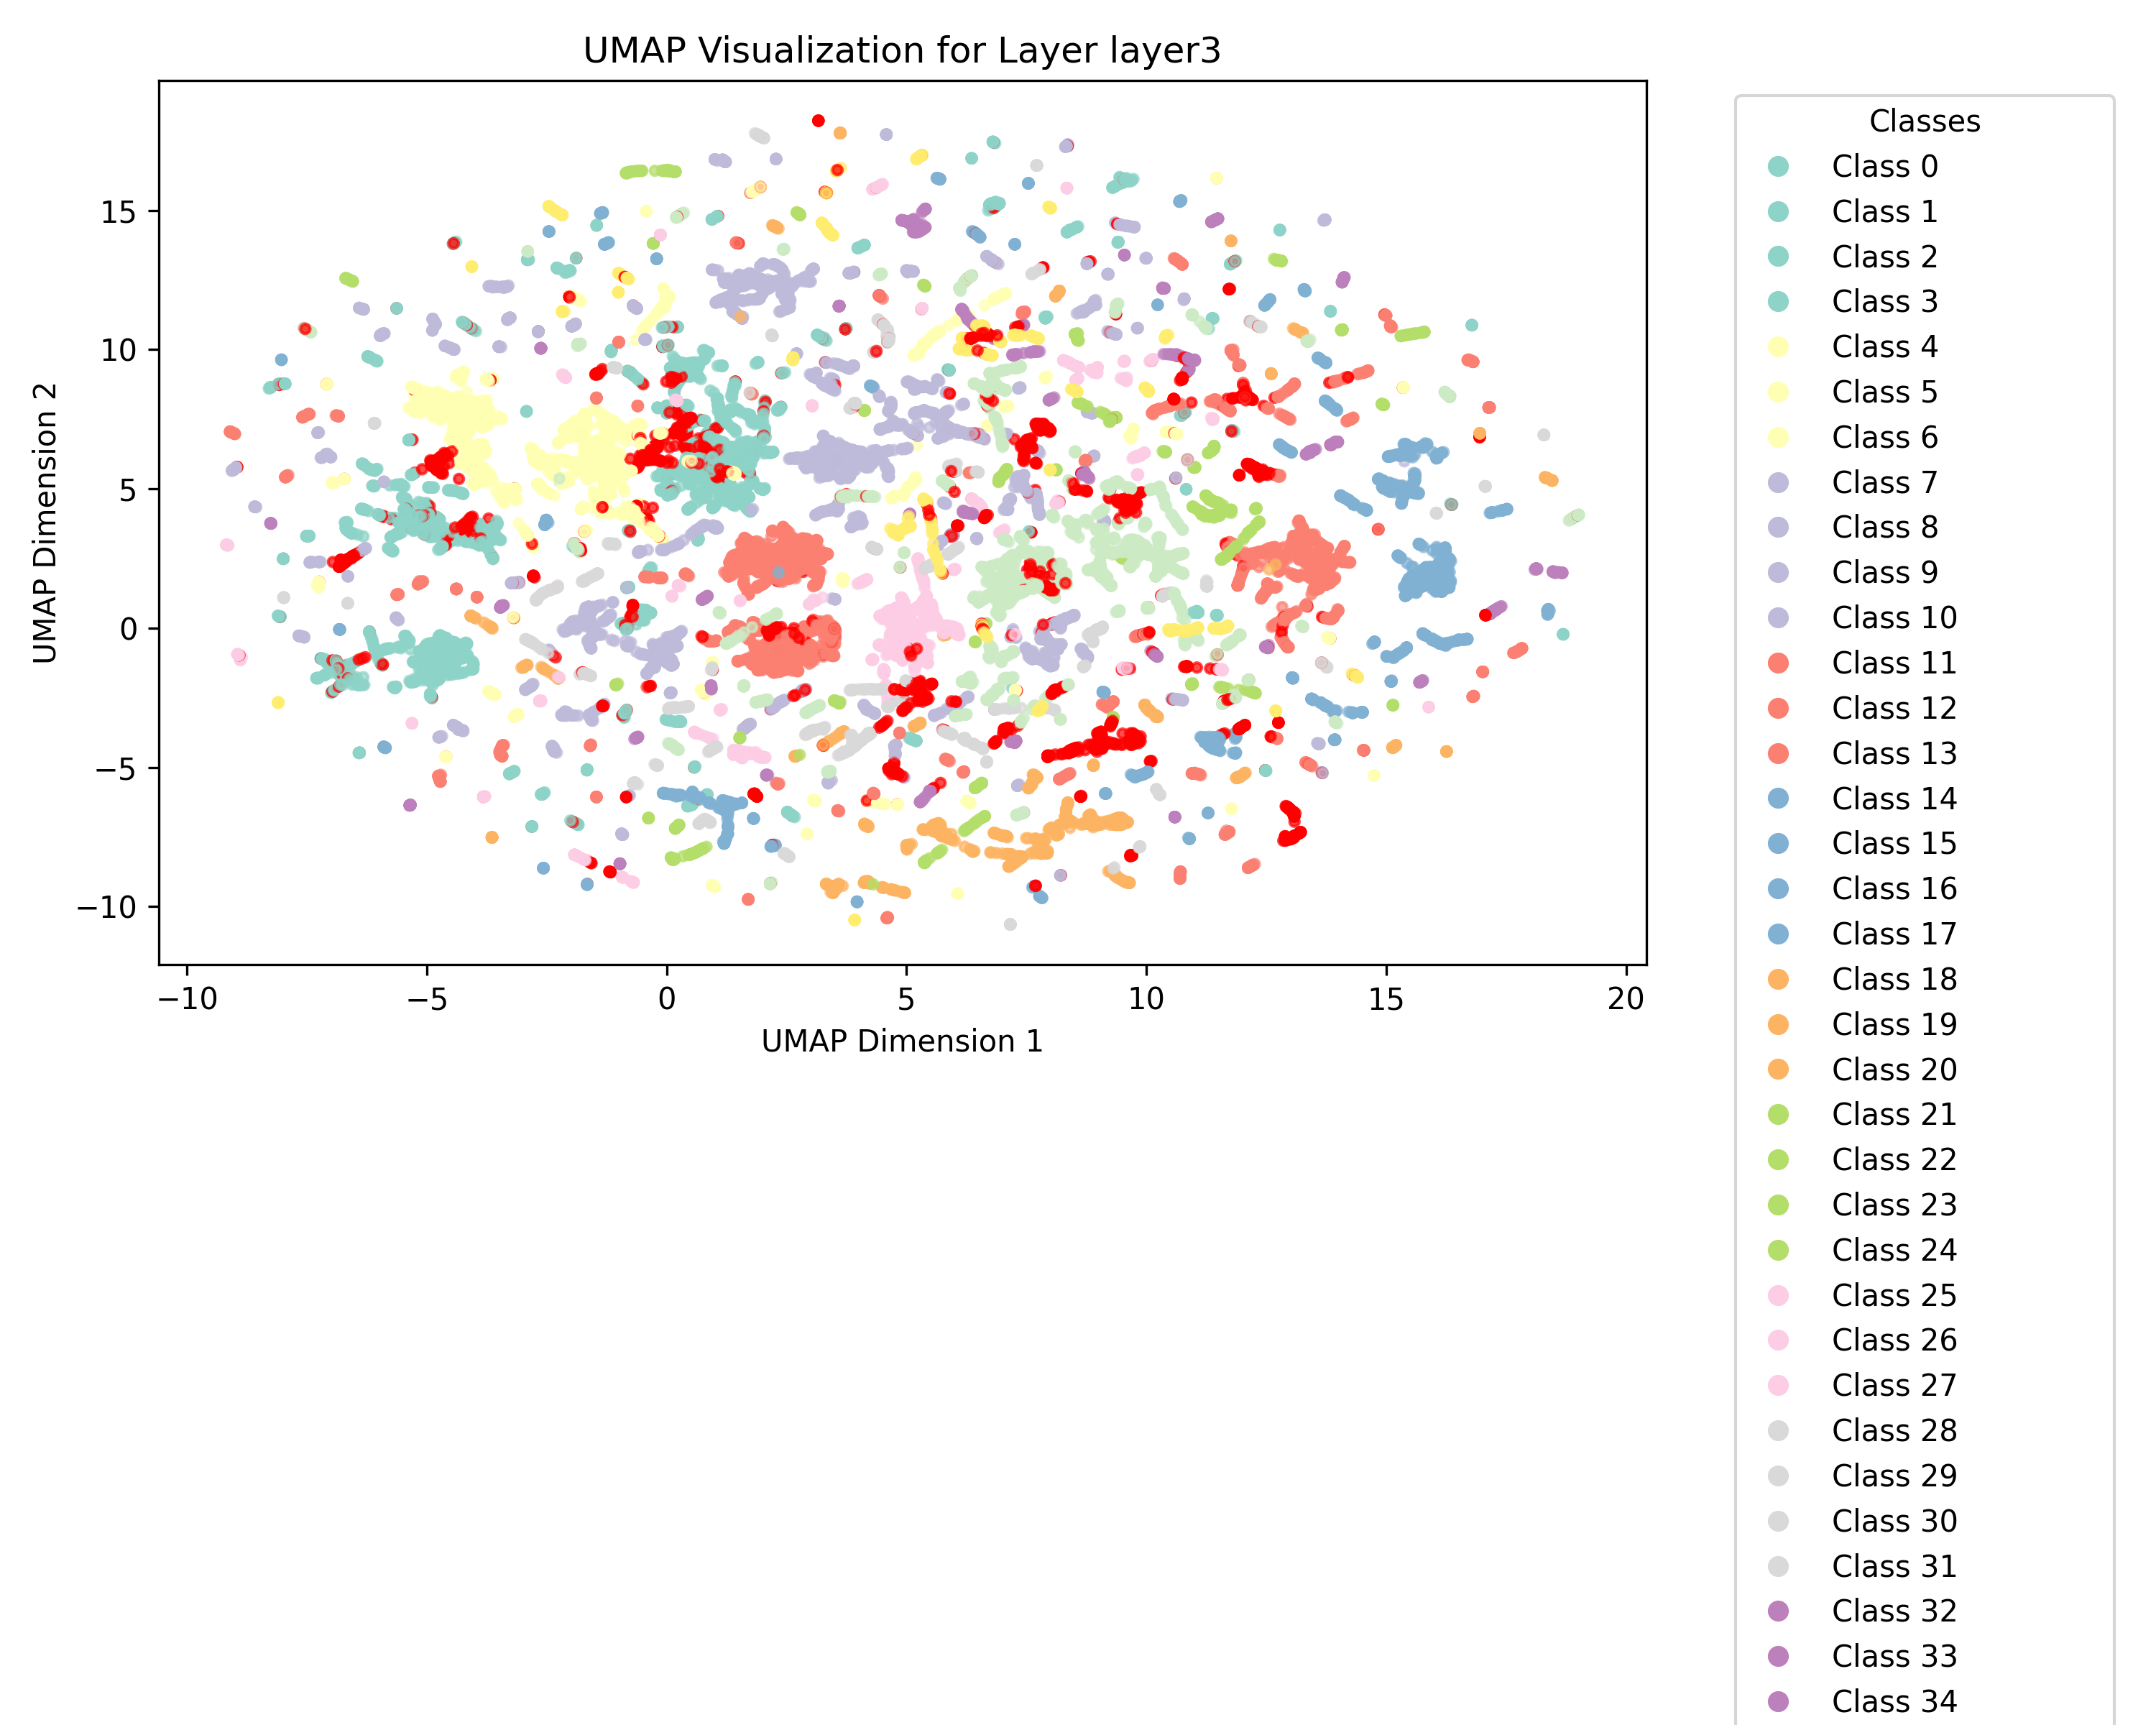 UMAP Visualization for Layer layer3
UMAP Dimension 2
15
10
5
0
−5
−10
−10
−5
0
5
10
15
20
UMAP Dimension 1
Classes
Class 0
Class 1
Class 2
Class 3
Class 4
Class 5
Class 6
Class 7
Class 8
Class 9
Class 10
Class 11
Class 12
Class 13
Class 14
Class 15
Class 16
Class 17
Class 18
Class 19
Class 20
Class 21
Class 22
Class 23
Class 24
Class 25
Class 26
Class 27
Class 28
Class 29
Class 30
Class 31
Class 32
Class 33
Class 34